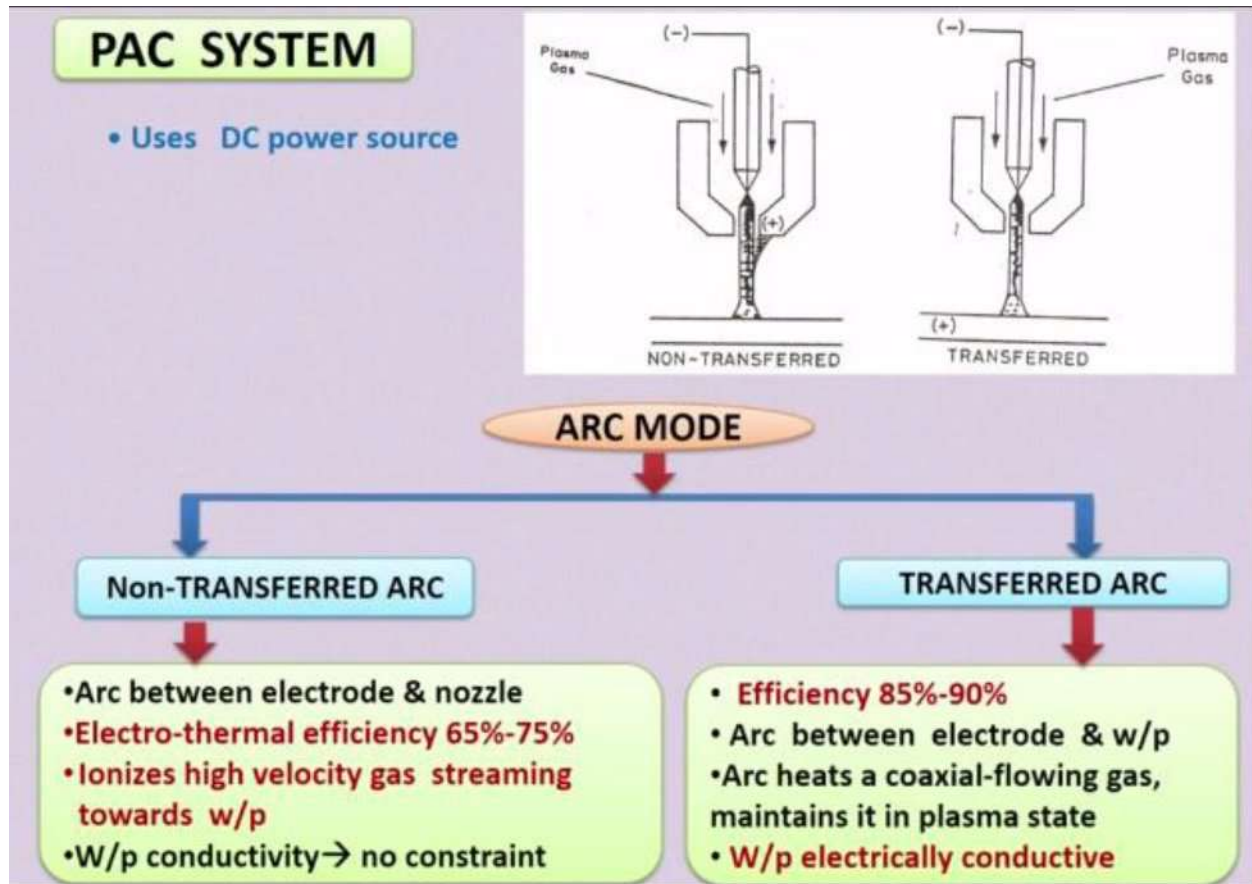 PAC SYSTEM
• Uses DC power source
(-)
Plasma
Gas
(+)
NON-TRANSFERRED
(-)
Plasma
Gas
(+)
TRANSFERRED
ARC MODE
Non-TRANSFERRED ARC
TRANSFERRED ARC
•Arc between electrode & nozzle
•Electro-thermal efficiency 65%-75%
•Ionizes high velocity gas streaming
towards w/p
•W/p conductivity→ no constraint
• Efficiency 85%-90%
• Arc between electrode & w/p
•Arc heats a coaxial-flowing gas,
maintains it in plasma state
• W/p electrically conductive